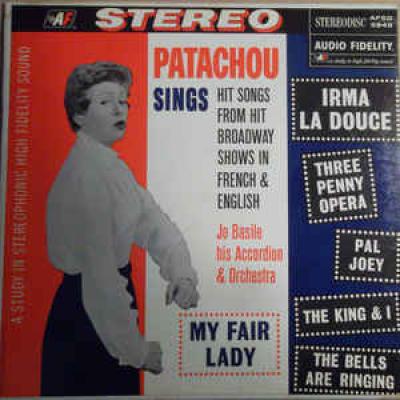 AF
STEREO
STEREODISC
AFSD
5948
AUDIO FIDELITY
A STUDY IN STEREOPHONIC HIGH FIDELITY SOUND
PATACHOU
SINGS
HIT SONGS
FROM HIT
BROADWAY
SHOWS IN
FRENCH &
ENGLISH
Jo Basile
his Accordion
& Orchestra
MY FAIR
LADY
IRMA
LA DOUCE
THREE
PENNY
OPERA
PAL
JOEY
THE KING & I
THE BELLS
ARE RINGING